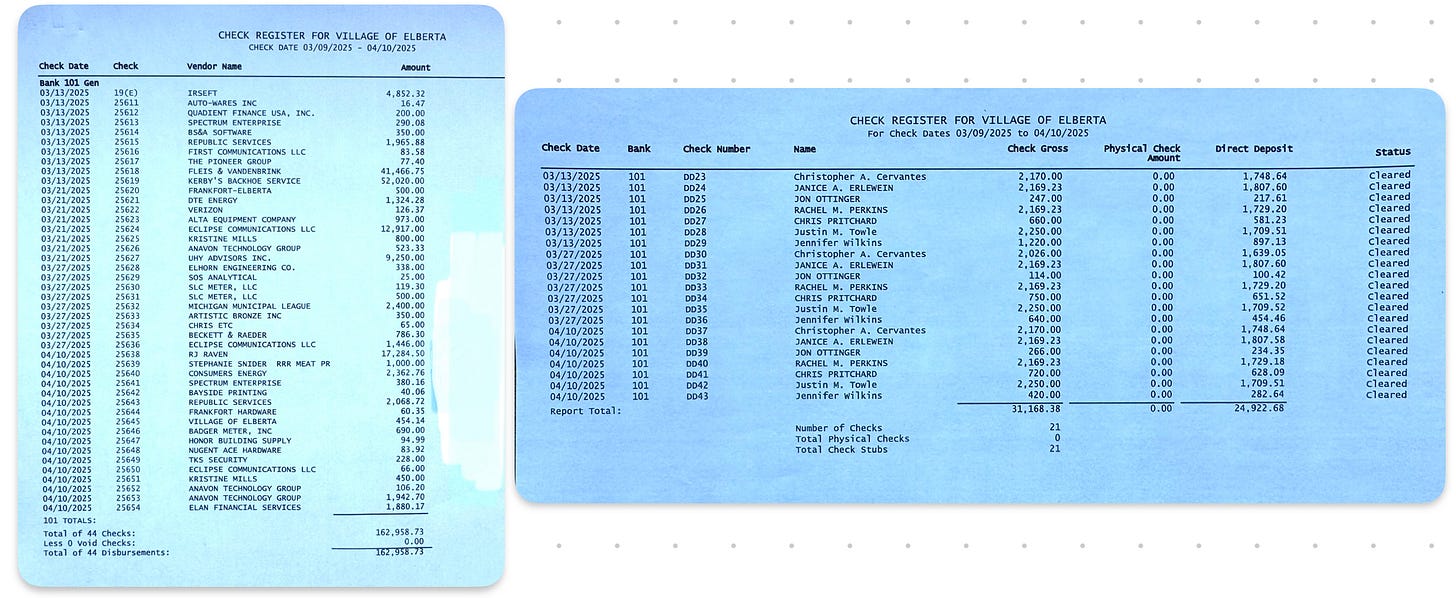 CHECK REGISTER FOR VILLAGE OF ELBERTA
CHECK DATE 03/09/2025 - 04/10/2025
Check Date Check Vendor Name Amount
Bank 101 Gen
03/13/2025 19(E) IRSEFT 4,852.32
03/13/2025 25611 AUTO-WARES INC 16.47
03/13/2025 25612 QUADIENT FINANCE USA, INC. 200.00
03/13/2025 25613 SPECTRUM ENTERPRISE 290.08
03/13/2025 25614 BS&A SOFTWARE 350.00
03/13/2025 25615 REPUBLIC SERVICES 1,965.88
03/13/2025 25616 FIRST COMMUNICATIONS LLC 83.58
03/13/2025 25617 THE PIONEER GROUP 77.40
03/13/2025 25618 FLEIS & VANDENBRINK 41,466.75
03/13/2025 25619 KERBY'S BACKHOE SERVICE 52,020.00
03/21/2025 25620 FRANKFORT-ELBERTA 500.00
03/21/2025 25621 DTE ENERGY 1,324.28
03/21/2025 25622 VERIZON 126.37
03/21/2025 25623 ALTA EQUIPMENT COMPANY 973.00
03/21/2025 25624 ECLIPSE COMMUNICATIONS LLC 12,917.00
03/21/2025 25625 KRISTINE MILLS 800.00
03/21/2025 25626 ANAVON TECHNOLOGY GROUP 523.33
03/21/2025 25627 UHY ADVISORS INC. 9,250.00
03/27/2025 25628 ELHORN ENGINEERING CO. 338.00
03/27/2025 25629 SOS ANALYTICAL 25.00
03/27/2025 25630 SLC METER, LLC 119.30
03/27/2025 25631 SLC METER, LLC 500.00
03/27/2025 25632 MICHIGAN MUNICIPAL LEAGUE 2,400.00
03/27/2025 25633 ARTISTIC BRONZE INC 350.00
03/27/2025 25634 CHRIS ETC 65.00
03/27/2025 25635 BECKETT & RAEDER 786.30
03/27/2025 25636 ECLIPSE COMMUNICATIONS LLC 1,446.00
04/10/2025 25638 RJ RAVEN 17,284.50
04/10/2025 25639 STEPHANIE SNIDER RRR MEAT PR 1,000.00
04/10/2025 25640 CONSUMERS ENERGY 2,362.76
04/10/2025 25641 SPECTRUM ENTERPRISE 380.16
04/10/2025 25642 BAYSIDE PRINTING 40.06
04/10/2025 25643 REPUBLIC SERVICES 2,068.72
04/10/2025 25644 FRANKFORT HARDWARE 60.35
04/10/2025 25645 VILLAGE OF ELBERTA 454.14
04/10/2025 25646 BADGER METER, INC 690.00
04/10/2025 25647 HONOR BUILDING SUPPLY 94.99
04/10/2025 25648 NUGENT ACE HARDWARE 83.92
04/10/2025 25649 TKS SECURITY 228.00
04/10/2025 25650 ECLIPSE COMMUNICATIONS LLC 66.00
04/10/2025 25651 KRISTINE MILLS 450.00
04/10/2025 25652 ANAVON TECHNOLOGY GROUP 106.20
04/10/2025 25653 ANAVON TECHNOLOGY GROUP 1,942.70
04/10/2025 25654 ELAN FINANCIAL SERVICES 1,880.17
101 TOTALS:
Total of 44 Checks: 162,958.73
Less 0 Void Checks: 0.00
Total of 44 Disbursements: 162,958.73
CHECK REGISTER FOR VILLAGE OF ELBERTA
For Check Dates 03/09/2025 to 04/10/2025
Check Date Bank Check Number Name Check Gross Physical Check Amount Direct Deposit Status
03/13/2025 101 DD23 Christopher A. Cervantes 2,170.00 0.00 1,748.64 Cleared
03/13/2025 101 DD24 JANICE A. ERLEWEIN 2,169.23 0.00 1,807.60 Cleared
03/13/2025 101 DD25 JON OTTINGER 247.00 0.00 217.61 Cleared
03/13/2025 101 DD26 RACHEL M. PERKINS 2,169.23 0.00 1,729.20 Cleared
03/13/2025 101 DD27 CHRIS PRITCHARD 660.00 0.00 581.23 Cleared
03/13/2025 101 DD28 Justin M. Towle 2,250.00 0.00 1,709.51 Cleared
03/13/2025 101 DD29 Jennifer Wilkins 1,220.00 0.00 897.13 Cleared
03/27/2025 101 DD30 Christopher A. Cervantes 2,026.00 0.00 1,639.05 Cleared
03/27/2025 101 DD31 JANICE A. ERLEWEIN 2,169.23 0.00 1,807.60 Cleared
03/27/2025 101 DD32 JON OTTINGER 114.00 0.00 100.42 Cleared
03/27/2025 101 DD33 RACHEL M. PERKINS 2,169.23 0.00 1,729.20 Cleared
03/27/2025 101 DD34 CHRIS PRITCHARD 750.00 0.00 651.52 Cleared
03/27/2025 101 DD35 Justin M. Towle 2,250.00 0.00 1,709.52 Cleared
03/27/2025 101 DD36 Jennifer Wilkins 640.00 0.00 454.46 Cleared
04/10/2025 101 DD37 Christopher A. Cervantes 2,170.00 0.00 1,748.64 Cleared
04/10/2025 101 DD38 JANICE A. ERLEWEIN 2,169.23 0.00 1,807.58 Cleared
04/10/2025 101 DD39 JON OTTINGER 266.00 0.00 234.35 Cleared
04/10/2025 101 DD40 RACHEL M. PERKINS 2,169.23 0.00 1,729.18 Cleared
04/10/2025 101 DD41 CHRIS PRITCHARD 720.00 0.00 628.09 Cleared
04/10/2025 101 DD42 Justin M. Towle 2,250.00 0.00 1,709.51 Cleared
04/10/2025 101 DD43 Jennifer Wilkins 420.00 0.00 282.64 Cleared
Report Total: 31,168.38 0.00 24,922.68
Number of Checks 21
Total Physical Checks 0
Total Check Stubs 21